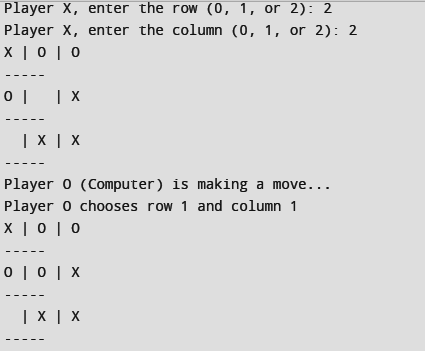 Player X, enter the row (0, 1, or 2): 2
Player X, enter the column (0, 1, or 2): 2
X | O | O
-----
O |   | X
-----
  | X | X
-----
Player O (Computer) is making a move...
Player O chooses row 1 and column 1
X | O | O
-----
O | O | X
-----
  | X | X
-----